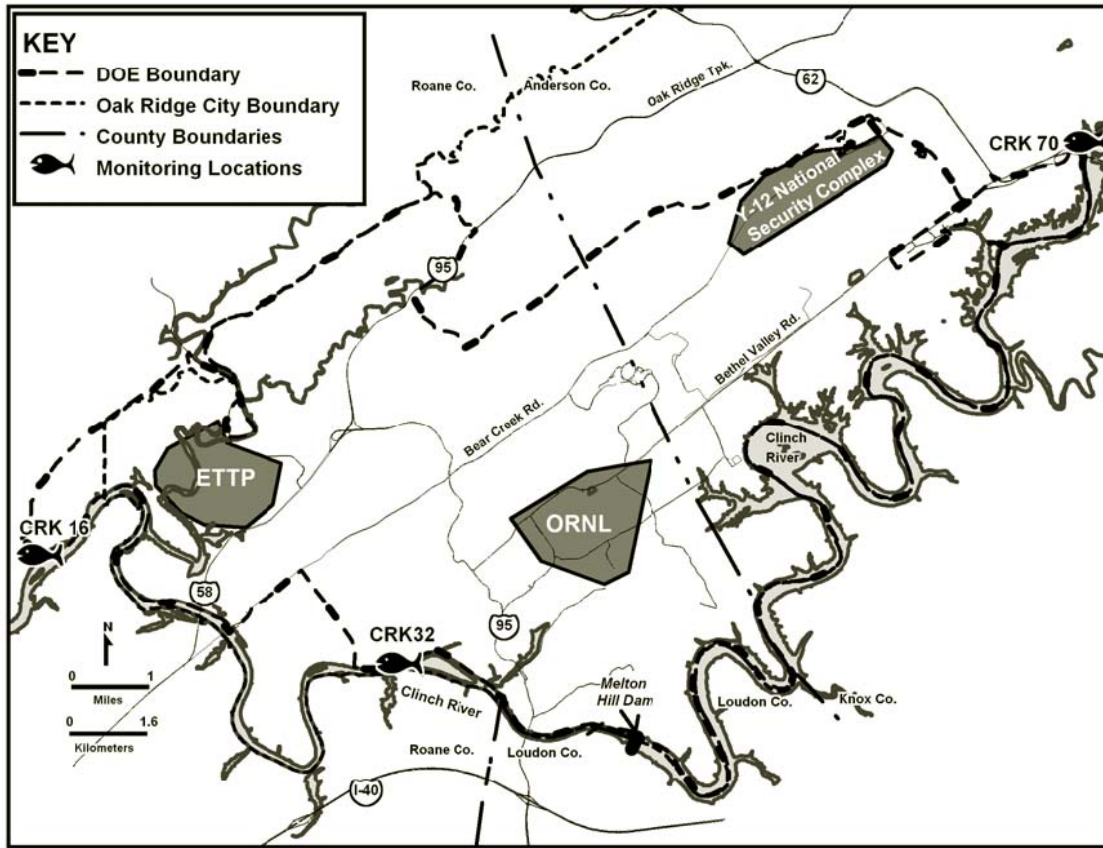 KEY
DOE Boundary
Oak Ridge City Boundary
County Boundaries
Monitoring Locations
Roane Co.
Anderson Co.
Oak Ridge Tpk.
62
CRK 70
Y-12 National
Security Complex
95
Bethel Valley Rd.
Bear Creek Rd.
Clinch
River
ETTP
ORNL
CRK 16
58
95
N
CRK32
0 1
Miles
0 1.6
Kilometers
Clinch River
Melton
Hill Dam
Loudon Co.
Knox Co.
Roane Co.
Loudon Co.
I-40